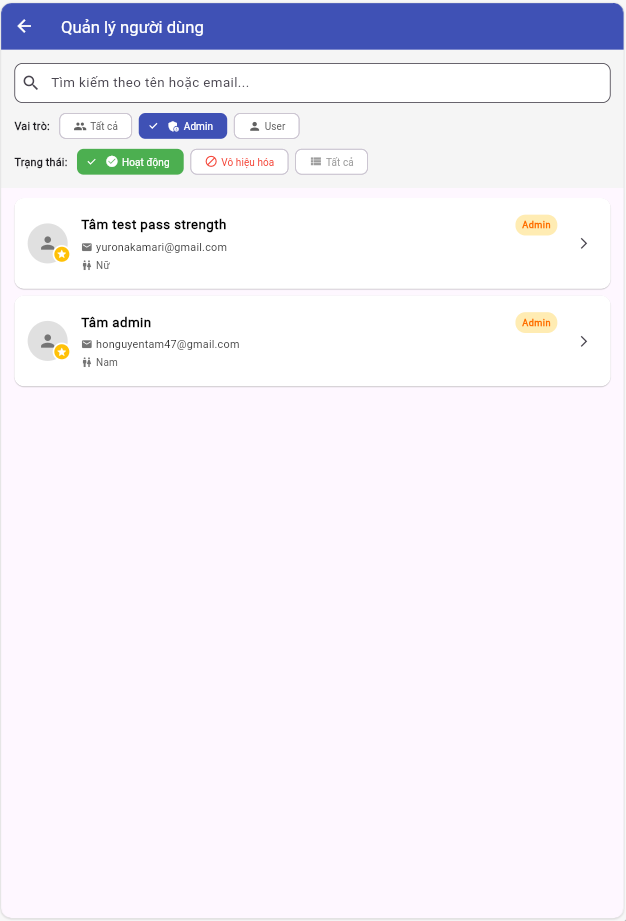 Quản lý người dùng
Tìm kiếm theo tên hoặc email...
Vai trò: Tất cả Admin User
Trạng thái: Hoạt động Vô hiệu hóa Tất cả
Tâm test pass strength Admin
yuronakamari@gmail.com
Nữ
Tâm admin Admin
honguyentam47@gmail.com
Nam